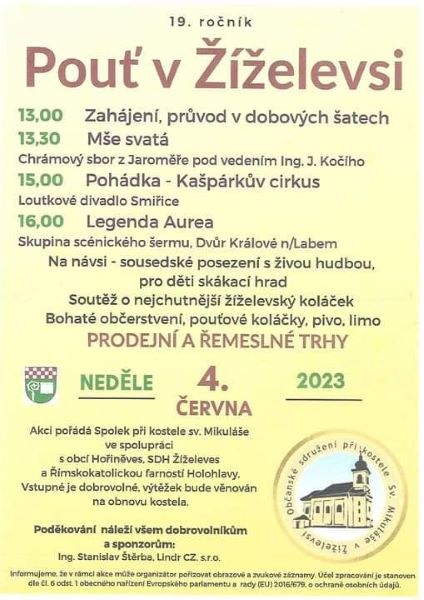 19. ročník
Pouť v Žíželevsi
13,00 Zahájení, průvod v dobových šatech
13,30 Mše svatá
Chrámový sbor z Jaroměře pod vedením Ing. J. Kočího
15,00 Pohádka - Kašpárkův cirkus
Loutkové divadlo Smiřice
16,00 Legenda Aurea
Skupina scénického šermu, Dvůr Králové n/Labem
Na návsi - sousedské posezení s živou hudbou,
pro děti skákací hrad
Soutěž o nejchutnější žíželevský koláček
Bohaté občerstvení, pouťové koláčky, pivo, limo
PRODEJNÍ A ŘEMESLNÉ TRHY
NEDĚLE 4. 2023
ČERVNA
Akci pořádá Spolek při kostele sv. Mikuláše
ve spolupráci
s obcí Hořiněves, SDH Žíželeves
a Římskokatolickou farností Holohlavy.
Vstupné je dobrovolné, výtěžek bude věnován
na obnovu kostela.
Občanské sdružení při kostele
Sv. Mikuláše v Žíželevsi
Poděkování náleží všem dobrovolníkům
a sponzorům:
Ing. Stanislav Štěrba, Lindr CZ. s.r.o.
Informujeme, že v rámci akce může organizátor pořizovat obrazové a zvukové záznamy. Účel zpracování je stanoven
dle čl. 6 odst. 1 obecného nařízení Evropského parlamentu a rady (EU) 2016/679, o ochraně osobních údajů.